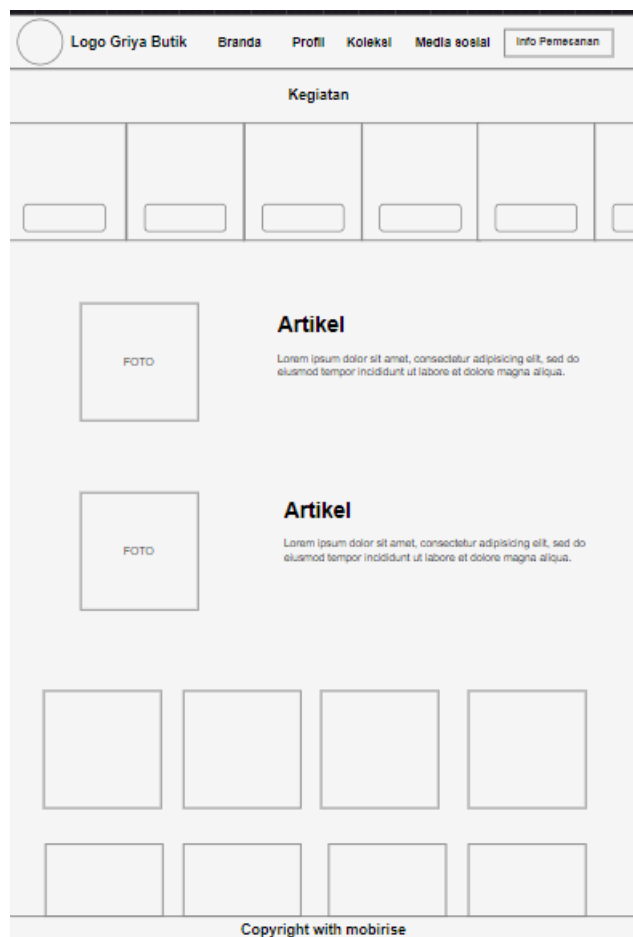 Logo Griya Butik Branda Profil Koleksi Media sosial Info Pemesanan
Kegiatan
Artikel
FOTO
Lorem ipsum dolor sit amet, consectetur adipisicing elit, sed do
eiusmod tempor incididunt ut labore et dolore magna aliqua.
Artikel
FOTO
Lorem ipsum dolor sit amet, consectetur adipisicing elit, sed do
eiusmod tempor incididunt ut labore et dolore magna aliqua.
Copyright with mobirise